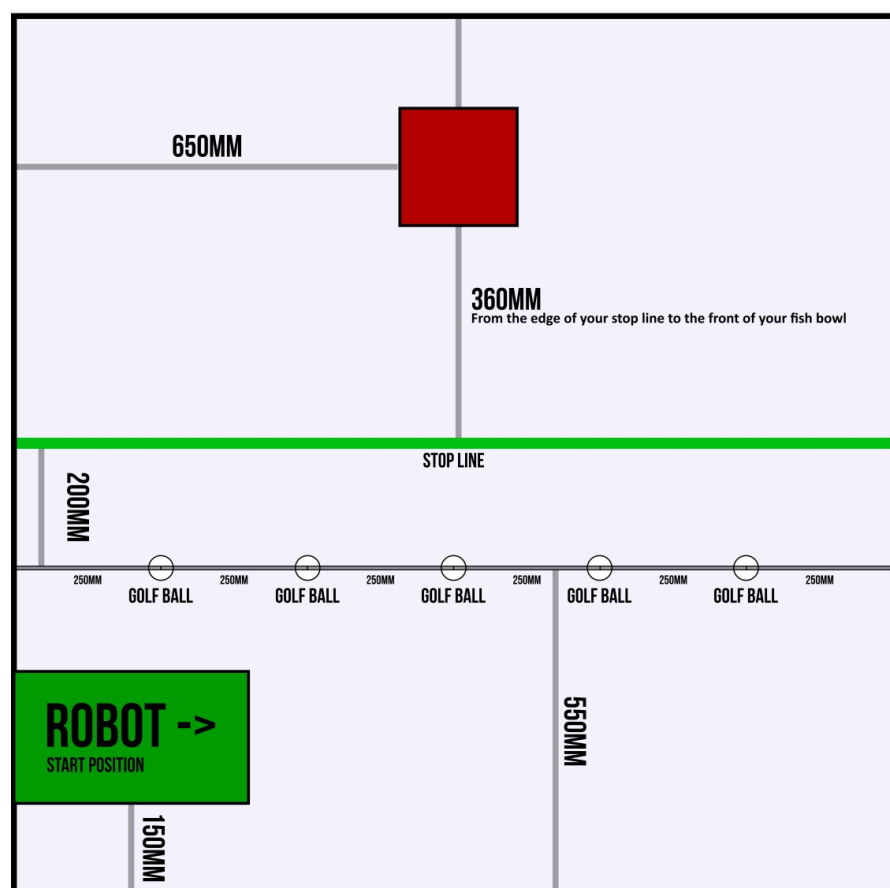 650MM
360MM
From the edge of your stop line to the front of your fish bowl
STOP LINE
200MM
250MM 250MM 250MM 250MM 250MM 250MM
GOLF BALL GOLF BALL GOLF BALL GOLF BALL GOLF BALL
ROBOT ->
START POSITION
550MM
150MM